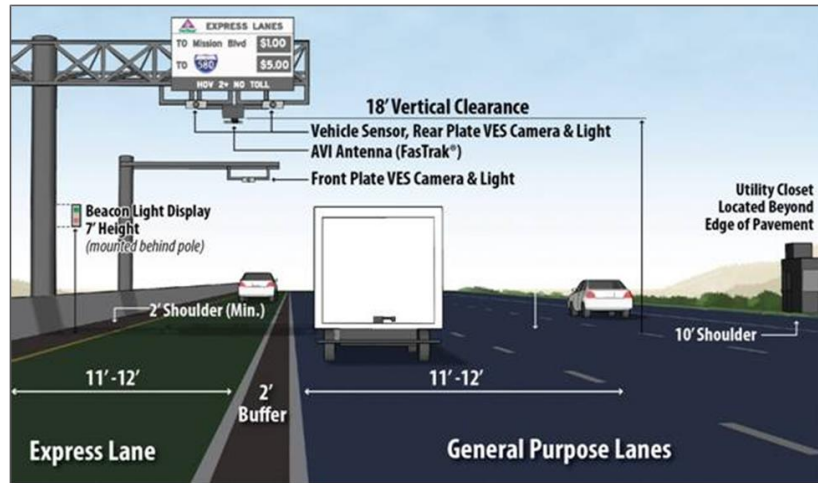 EXPRESS LANES
TO Mission Blvd $1.00
TO 580 $5.00
HOV 2+ NO TOLL
18' Vertical Clearance
Vehicle Sensor, Rear Plate VES Camera & Light
AVI Antenna (FasTrak®)
Front Plate VES Camera & Light
Beacon Light Display
7' Height
(mounted behind pole)
Utility Closet
Located Beyond
Edge of Pavement
2' Shoulder (Min.)
10' Shoulder
11'-12'
2'
Buffer
11'-12'
Express Lane
General Purpose Lanes